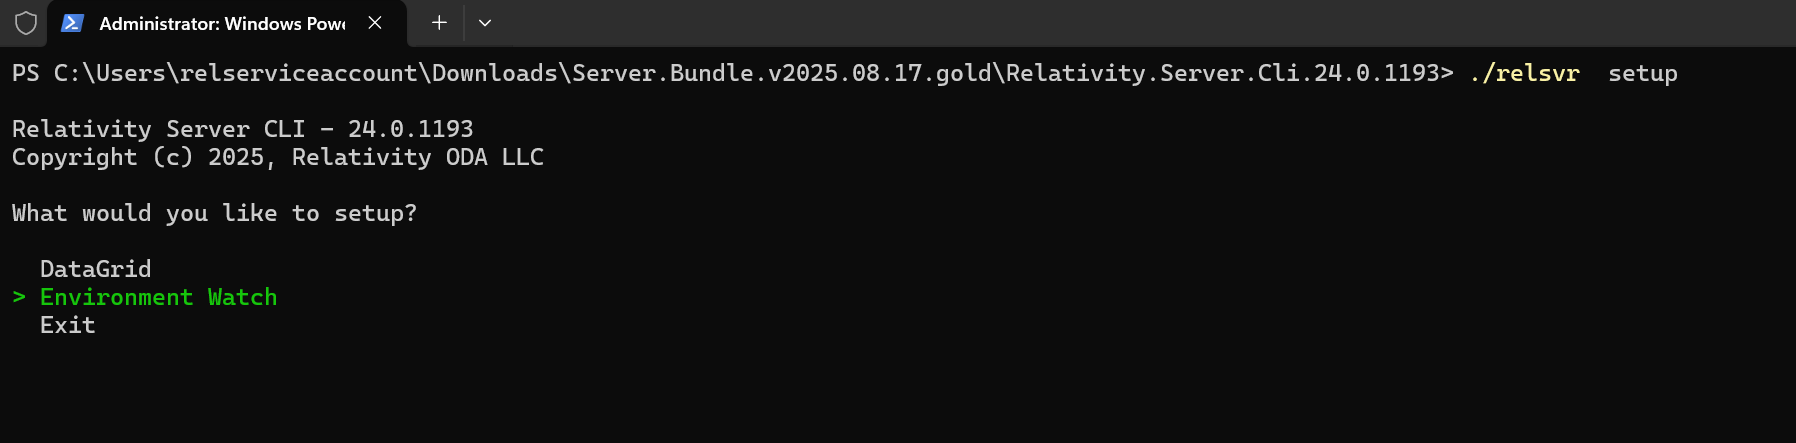 Administrator: Windows Powe
PS C:\Users\relserviceaccount\Downloads\Server.Bundle.v2025.08.17.gold\Relativity.Server.Cli.24.0.1193> ./relsvr  setup
Relativity Server CLI - 24.0.1193
Copyright (c) 2025, Relativity ODA LLC
What would you like to setup?
DataGrid
> Environment Watch
Exit